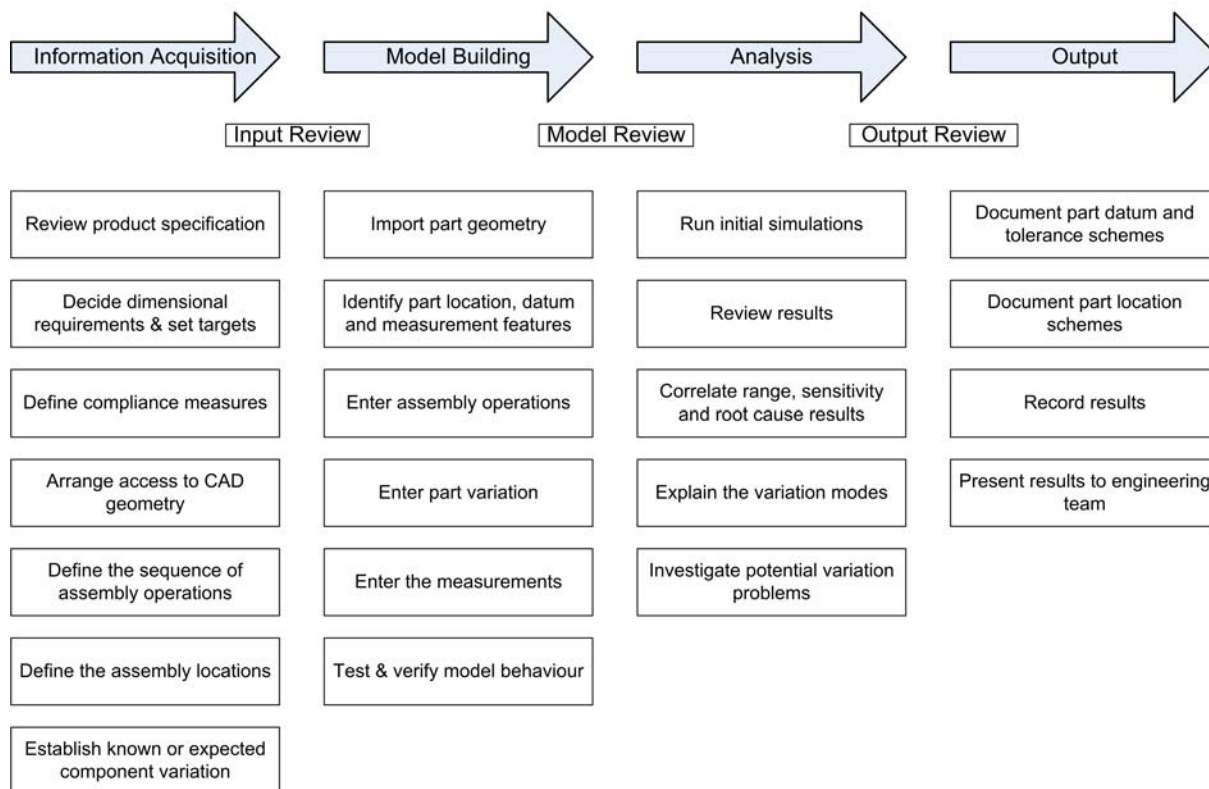 Information Acquisition
Model Building
Analysis
Output
Input Review
Model Review
Output Review
Review product specification
Decide dimensional
requirements & set targets
Define compliance measures
Arrange access to CAD
geometry
Define the sequence of
assembly operations
Define the assembly locations
Establish known or expected
component variation
Import part geometry
Identify part location, datum
and measurement features
Enter assembly operations
Enter part variation
Enter the measurements
Test & verify model behaviour
Run initial simulations
Review results
Correlate range, sensitivity
and root cause results
Explain the variation modes
Investigate potential variation
problems
Document part datum and
tolerance schemes
Document part location
schemes
Record results
Present results to engineering
team